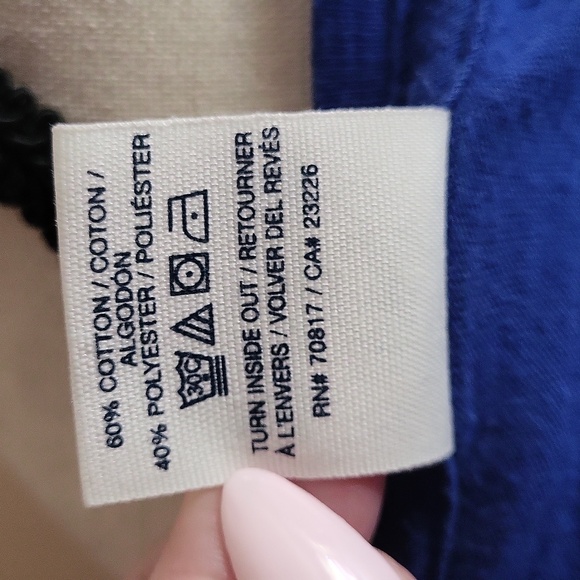 60% COTTON / COTON /
ALGODÓN
40% POLYESTER / POLIÉSTER
30C
TURN INSIDE OUT / RETOURNER
À L'ENVERS / VOLVER DEL REVÉS
RN# 70817 / CA# 23226